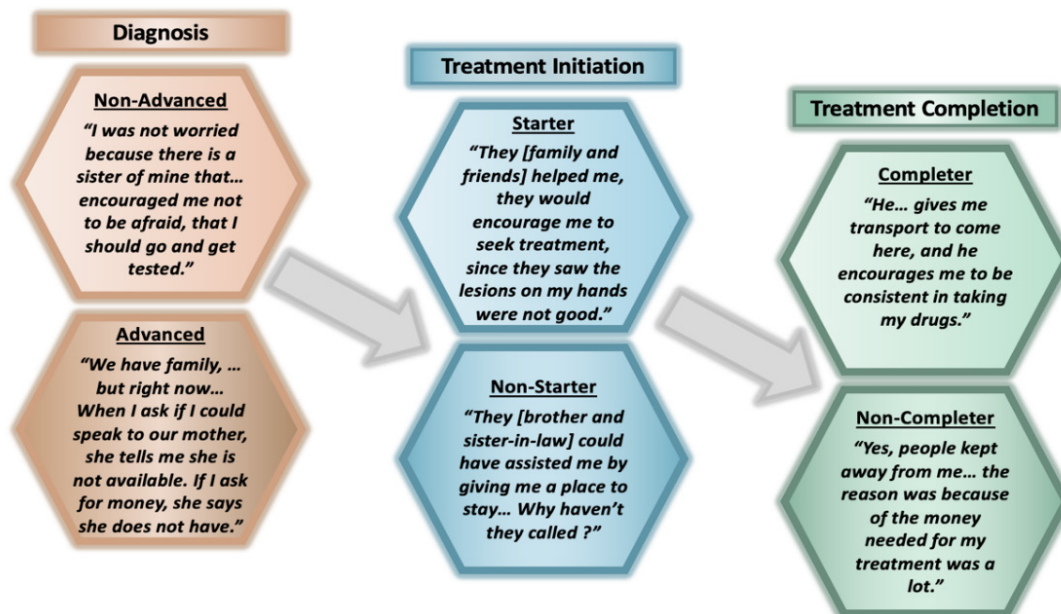 Diagnosis
Non-Advanced
“I was not worried
because there is a
sister of mine that…
encouraged me not
to be afraid, that I
should go and get
tested.”
Advanced
“We have family, …
but right now…
When I ask if I could
speak to our mother,
she tells me she is
not available. If I ask
for money, she says
she does not have.”
Treatment Initiation
Starter
“They [family and
friends] helped me,
they would
encourage me to
seek treatment,
since they saw the
lesions on my hands
were not good.”
Non-Starter
“They [brother and
sister-in-law] could
have assisted me by
giving me a place to
stay… Why haven’t
they called ?”
Treatment Completion
Completer
“He… gives me
transport to come
here, and he
encourages me to be
consistent in taking
my drugs.”
Non-Completer
“Yes, people kept
away from me… the
reason was because
of the money
needed for my
treatment was a
lot.”